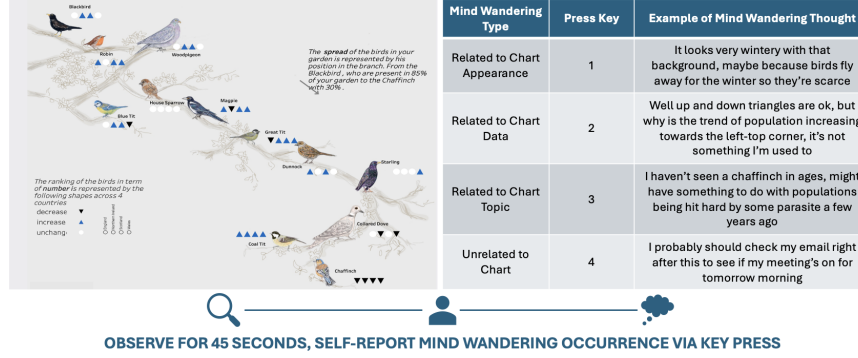 Blackbird
Robin
Woodpigeon
The spread of the birds in your
garden is represented by his
position in the branch. From the
Blackbird , who are present in 85%
of your garden to the Chaffinch
with 30% .
House Sparrow
Magpie
Blue Tit
Great Tit
Dunnock
Starling
The ranking of the birds in term
of number is represented by the
following shapes across 4
countries
decrease
increase
unchang
Collared Dove
Coal Tit
Chaffinch
Mind Wandering
Type
Press Key
Example of Mind Wandering Thought
Related to Chart
Appearance
1
It looks very wintery with that
background, maybe because birds fly
away for the winter so they're scarce
Related to Chart
Data
2
Well up and down triangles are ok, but
why is the trend of population increasing
towards the left-top corner, it's not
something I'm used to
Related to Chart
Topic
3
I haven't seen a chaffinch in ages, might
have something to do with populations
being hit hard by some parasite a few
years ago
Unrelated to
Chart
4
I probably should check my email right
after this to see if my meeting's on for
tomorrow morning
OBSERVE FOR 45 SECONDS, SELF-REPORT MIND WANDERING OCCURRENCE VIA KEY PRESS